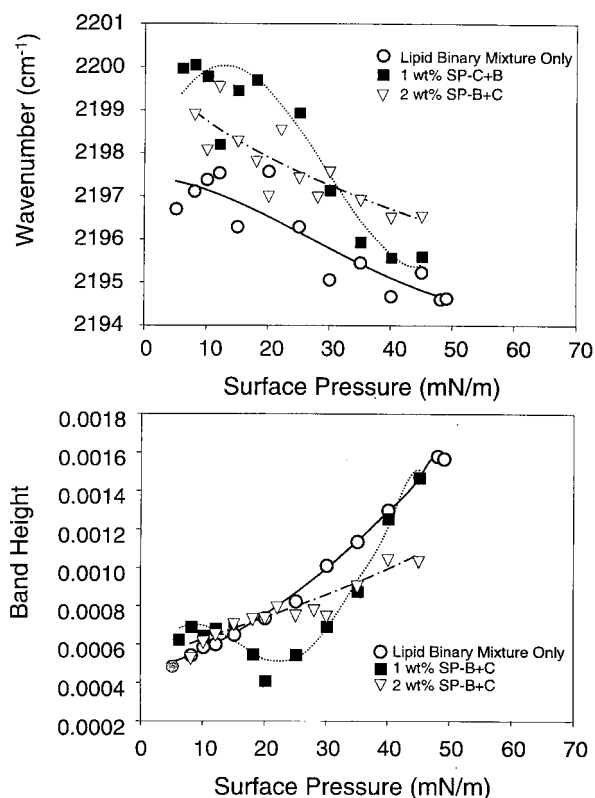 2201
2200
2199
2198
2197
2196
2195
2194
Wavenumber (cm⁻¹)
Lipid Binary Mixture Only
1 wt% SP-C+B
2 wt% SP-B+C
0 10 20 30 40 50 60 70
Surface Pressure (mN/m)
0.0018
0.0016
0.0014
0.0012
0.0010
0.0008
0.0006
0.0004
0.0002
Band Height
Lipid Binary Mixture Only
1 wt% SP-B+C
2 wt% SP-B+C
0 10 20 30 40 50 60 70
Surface Pressure (mN/m)